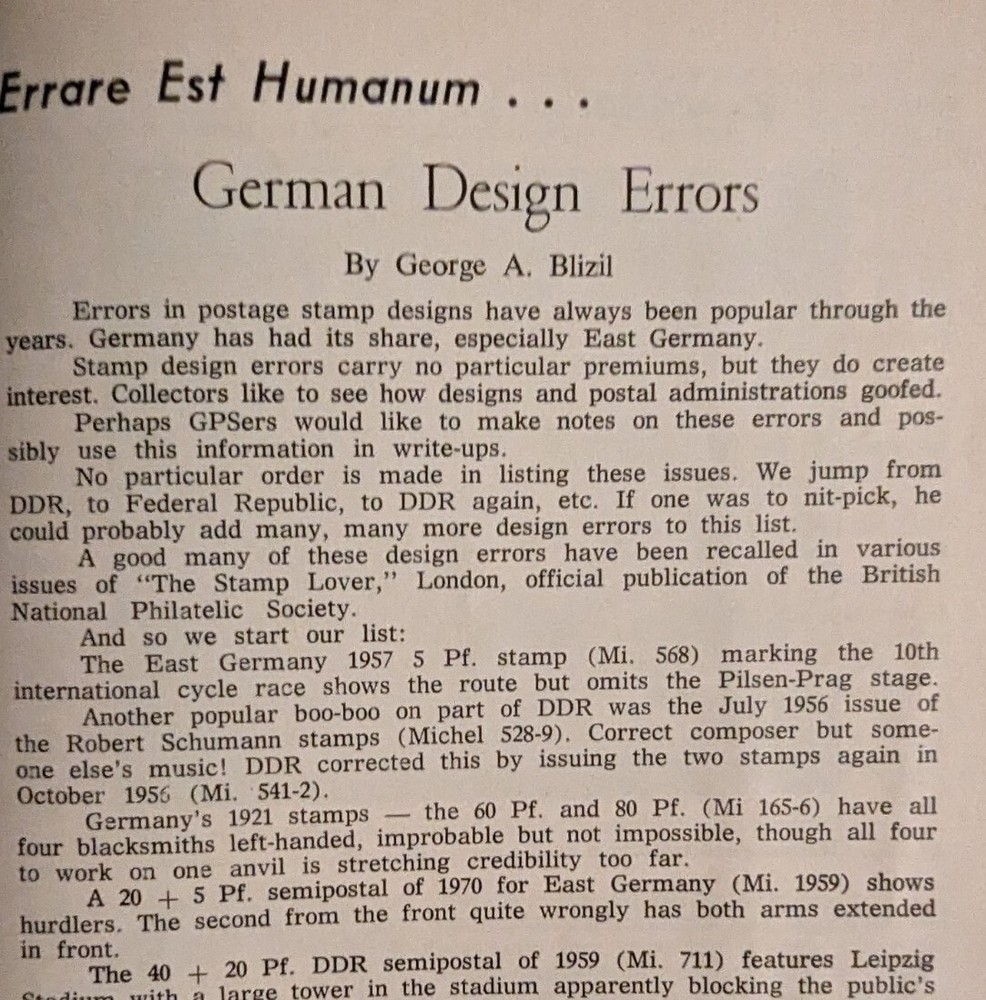 Errare Est Humanum . . .
German Design Errors
By George A. Blizil
Errors in postage stamp designs have always been popular through the
years. Germany has had its share, especially East Germany.
Stamp design errors carry no particular premiums, but they do create
interest. Collectors like to see how designs and postal administrations goofed.
Perhaps GPSers would like to make notes on these errors and pos-
sibly use this information in write-ups.
No particular order is made in listing these issues. We jump from
DDR, to Federal Republic, to DDR again, etc. If one was to nit-pick, he
could probably add many, many more design errors to this list.
A good many of these design errors have been recalled in various
issues of “The Stamp Lover,” London, official publication of the British
National Philatelic Society.
And so we start our list:
The East Germany 1957 5 Pf. stamp (Mi. 568) marking the 10th
international cycle race shows the route but omits the Pilsen-Prag stage.
Another popular boo-boo on part of DDR was the July 1956 issue of
the Robert Schumann stamps (Michel 528-9). Correct composer but some-
one else’s music! DDR corrected this by issuing the two stamps again in
October 1956 (Mi. 541-2).
Germany’s 1921 stamps — the 60 Pf. and 80 Pf. (Mi 165-6) have all
four blacksmiths left-handed, improbable but not impossible, though all four
to work on one anvil is stretching credibility too far.
A 20 + 5 Pf. semipostal of 1970 for East Germany (Mi. 1959) shows
hurdlers. The second from the front quite wrongly has both arms extended
in front.
The 40 + 20 Pf. DDR semipostal of 1959 (Mi. 711) features Leipzig
Stadium with a large tower in the stadium apparently blocking the public’s